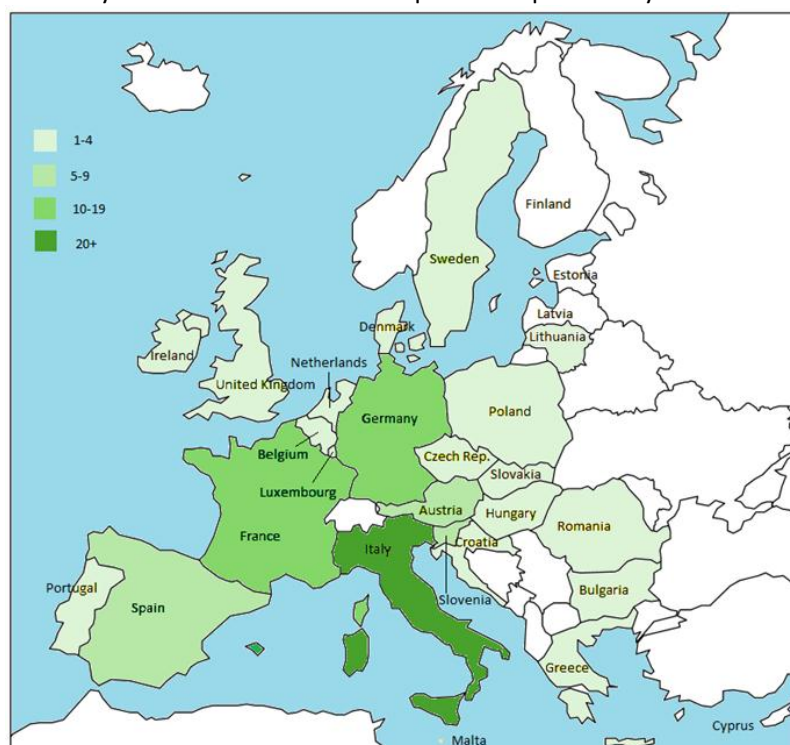 1-4
5-9
10-19
20+
Finland
Sweden
Estonia
Latvia
Lithuania
Denmark
Ireland
Netherlands
United Kingdom
Poland
Germany
Belgium
Czech Rep.
Slovakia
Luxembourg
Austria
Hungary
Romania
France
Italy
Croatia
Slovenia
Portugal
Spain
Bulgaria
Greece
Cyprus
Malta